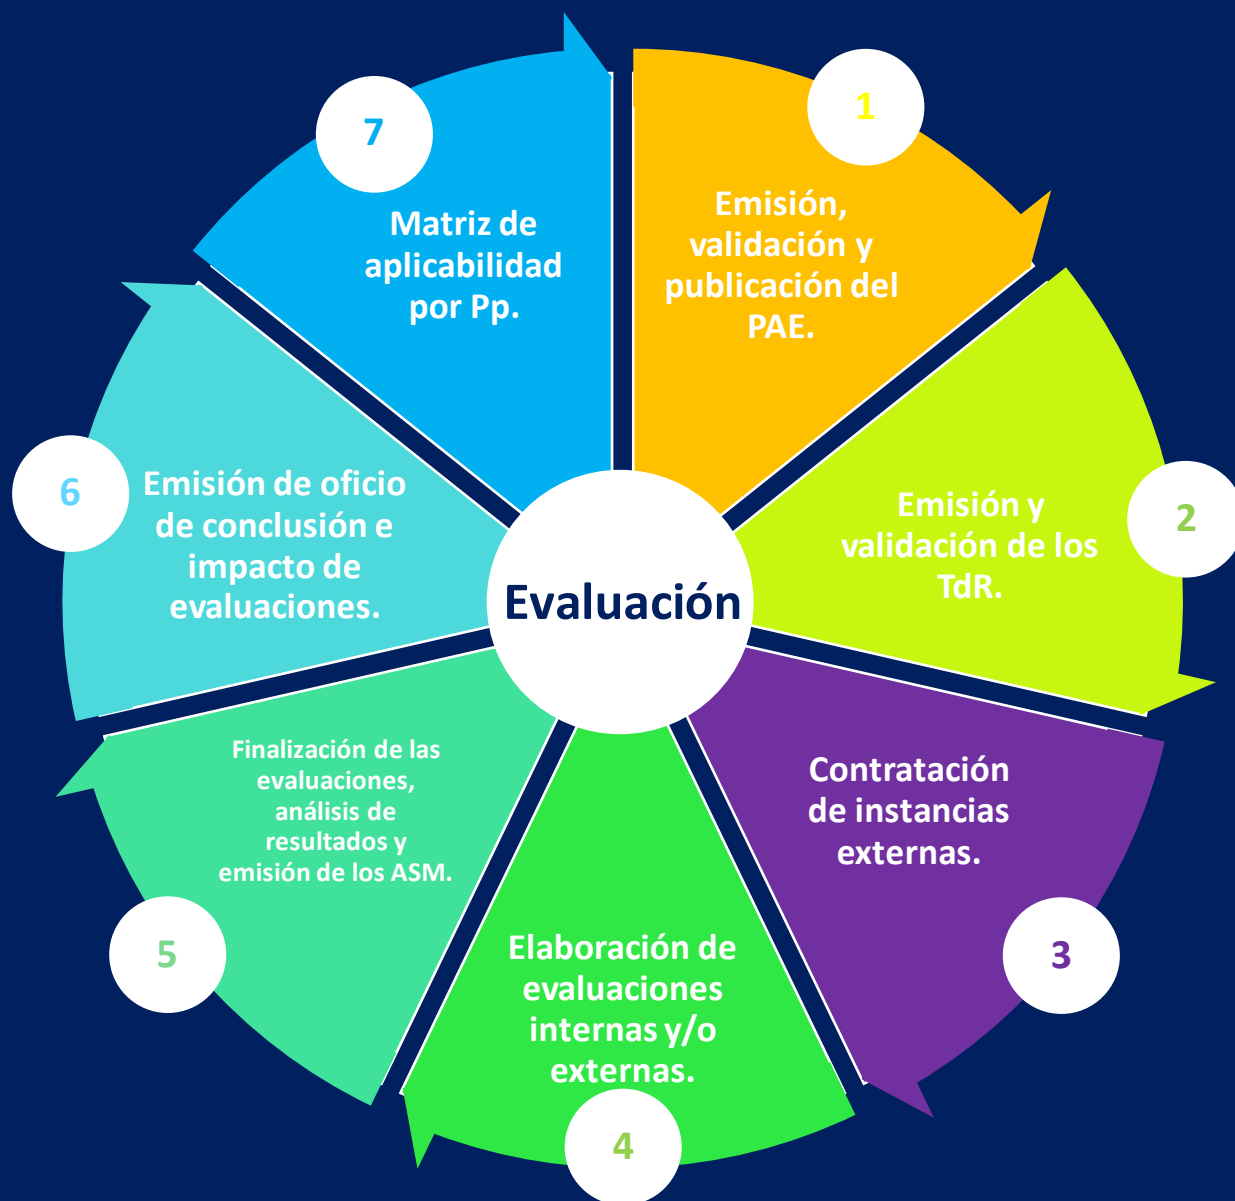 1
Emisión,
validación y
publicación del
PAE.
2
Emisión y
validación de los
TdR.
3
Contratación
de instancias
externas.
4
Elaboración de
evaluaciones
internas y/o
externas.
5
Finalización de las
evaluaciones,
análisis de
resultados y
emisión de los ASM.
6
Emisión de oficio
de conclusión e
impacto de
evaluaciones.
7
Matriz de
aplicabilidad
por Pp.
Evaluación